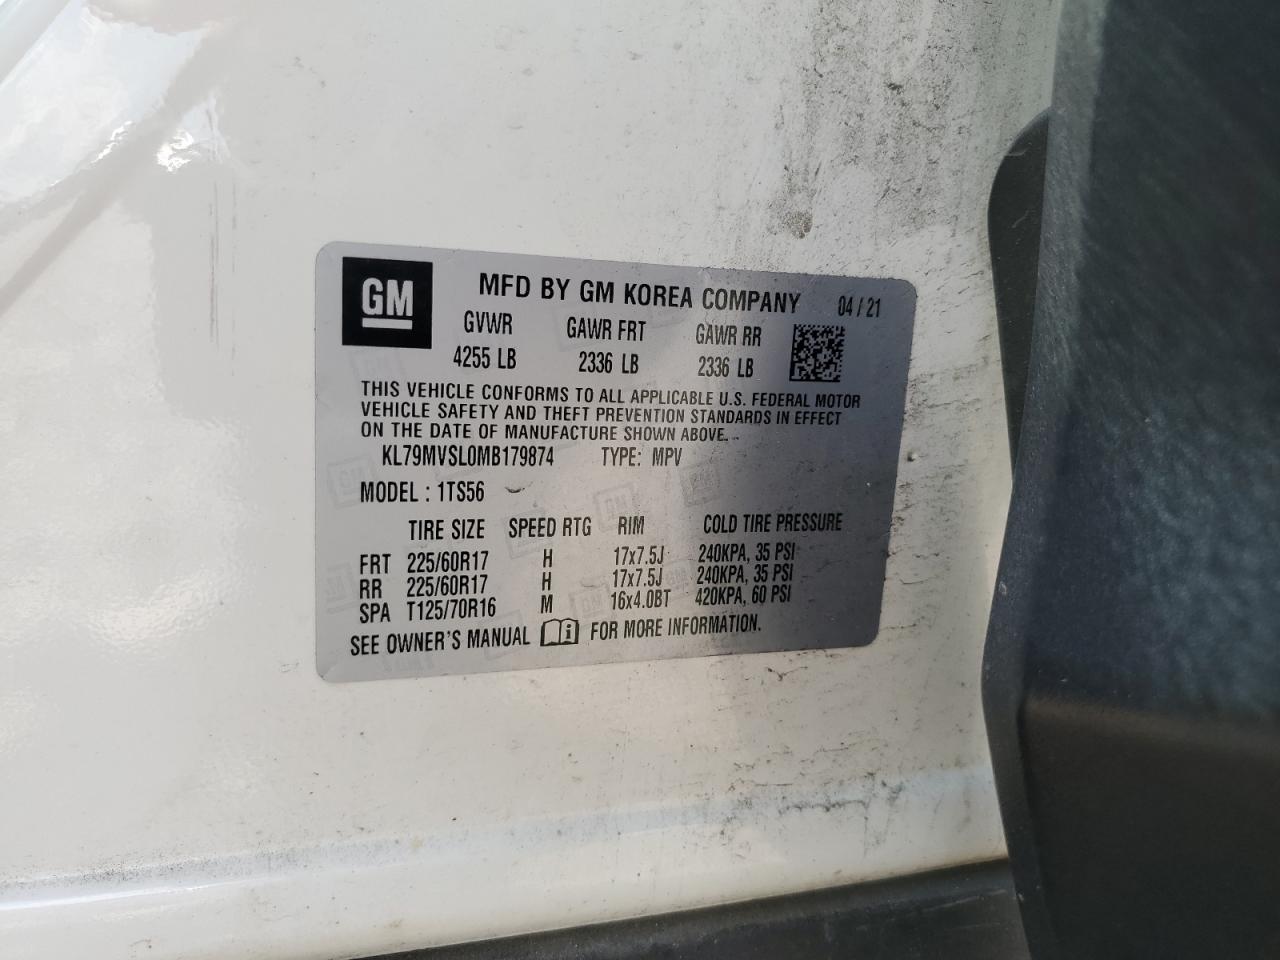 GM
MFD BY GM KOREA COMPANY 04 / 21
GVWR GAWR FRT GAWR RR
4255 LB 2336 LB 2336 LB
THIS VEHICLE CONFORMS TO ALL APPLICABLE U.S. FEDERAL MOTOR
VEHICLE SAFETY AND THEFT PREVENTION STANDARDS IN EFFECT
ON THE DATE OF MANUFACTURE SHOWN ABOVE.
KL79MVSL0MB179874 TYPE: MPV
MODEL : 1TS56
TIRE SIZE SPEED RTG RIM COLD TIRE PRESSURE
FRT 225/60R17 H 17x7.5J 240KPA, 35 PSI
RR 225/60R17 H 17x7.5J 240KPA, 35 PSI
SPA T125/70R16 M 16x4.0BT 420KPA, 60 PSI
SEE OWNER'S MANUAL i FOR MORE INFORMATION.